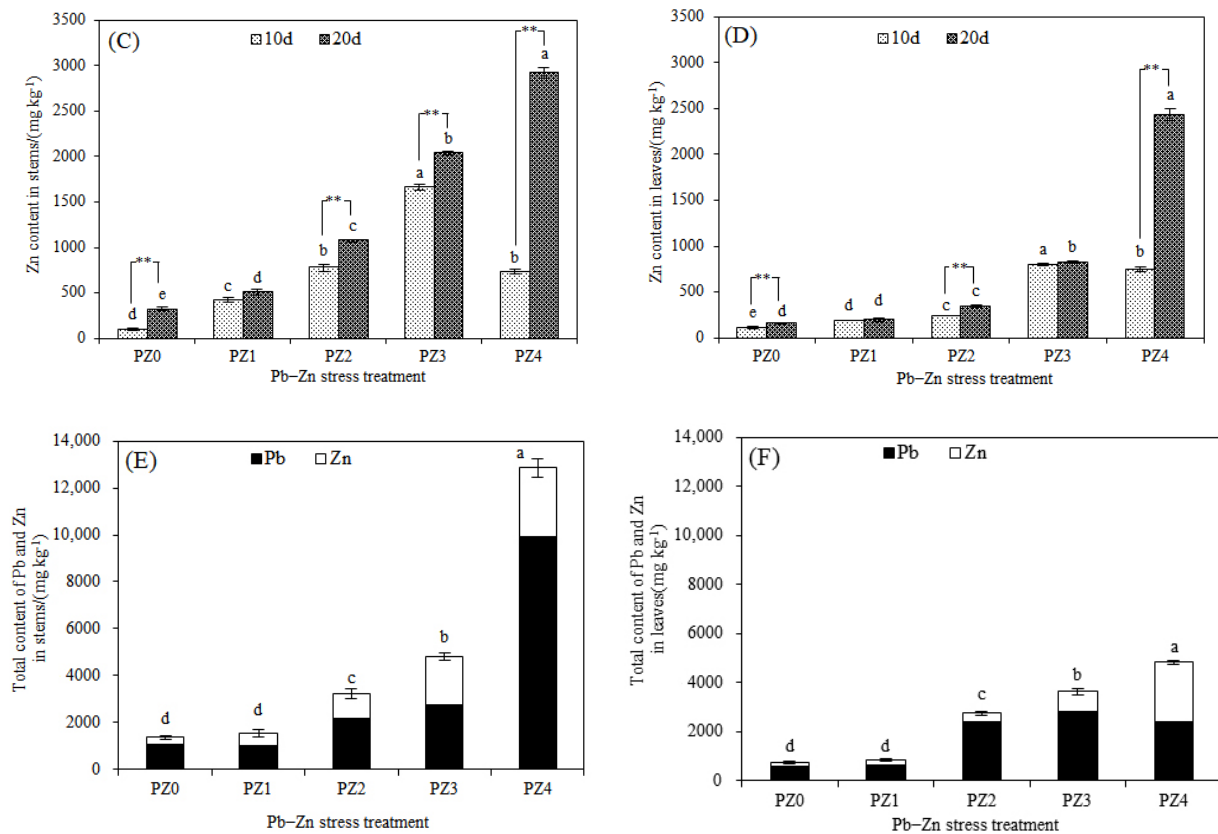 (C)
10d 20d
Zn content in stems/(mg kg-1)
3500
3000
2500
2000
1500
1000
500
0
** ** ** **
d e c d b c a b b a
PZ0 PZ1 PZ2 PZ3 PZ4
Pb–Zn stress treatment
(D)
10d 20d
Zn content in leaves/(mg kg-1)
3500
3000
2500
2000
1500
1000
500
0
** ** **
e d d d c c a b b a
PZ0 PZ1 PZ2 PZ3 PZ4
Pb–Zn stress treatment
(E)
Pb Zn
Total content of Pb and Zn
in stems/(mg kg-1)
14,000
12,000
10,000
8000
6000
4000
2000
0
d d c b a
PZ0 PZ1 PZ2 PZ3 PZ4
Pb–Zn stress treatment
(F)
Pb Zn
Total content of Pb and Zn
in leaves(mg kg-1)
14,000
12,000
10,000
8000
6000
4000
2000
0
d d c b a
PZ0 PZ1 PZ2 PZ3 PZ4
Pb–Zn stress treatment